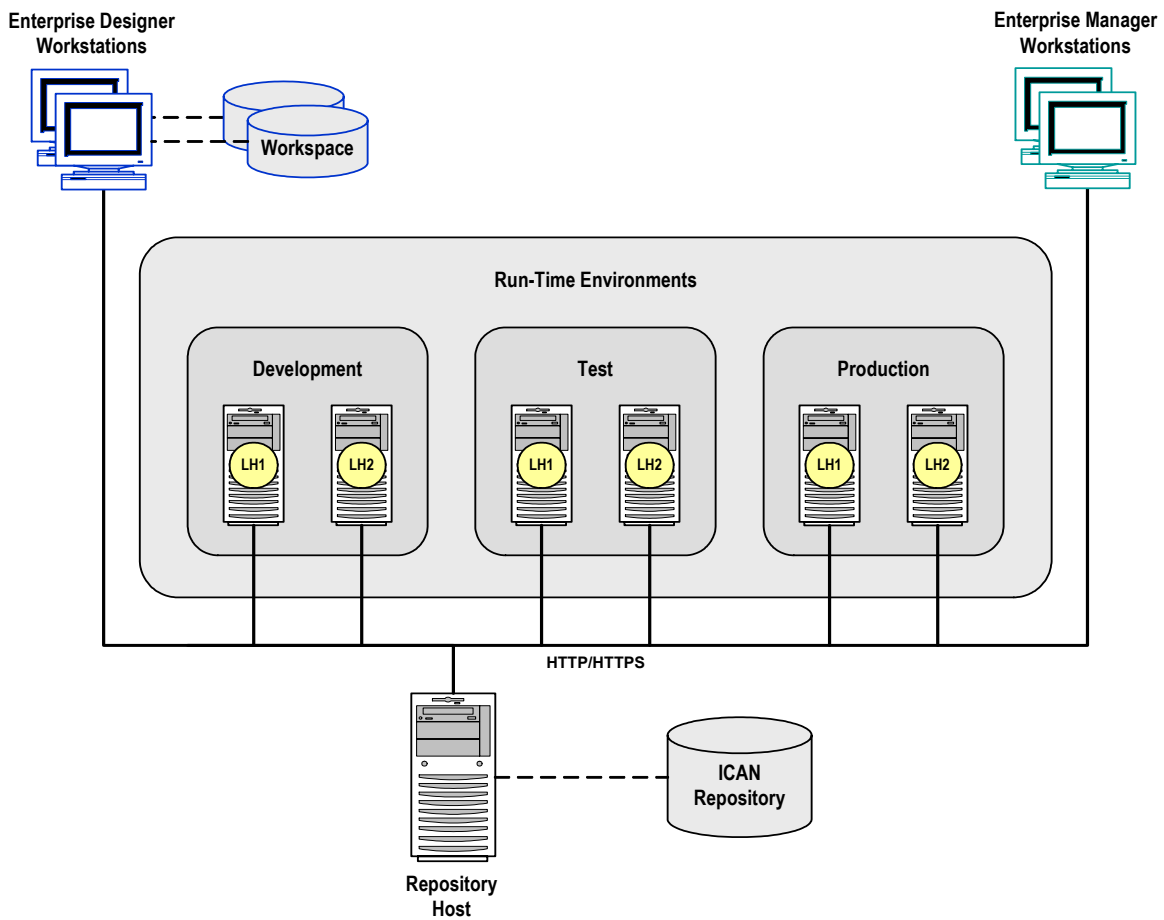 Enterprise Designer
Workstations
Enterprise Manager
Workstations
Workspace
Run-Time Environments
Development
Test
Production
LH1
LH2
LH1
LH2
LH1
LH2
HTTP/HTTPS
ICAN
Repository
Repository
Host